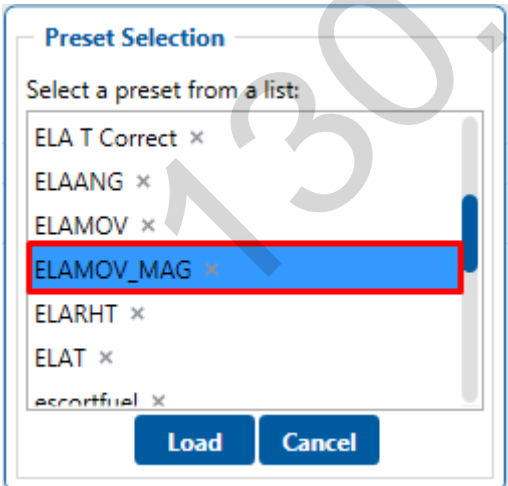 Preset Selection
Select a preset from a list:
ELA T Correct ×
ELAANG ×
ELAMOV ×
ELAMOV_MAG ×
ELARHT ×
ELAT ×
escortfuel ×
Load Cancel
130.